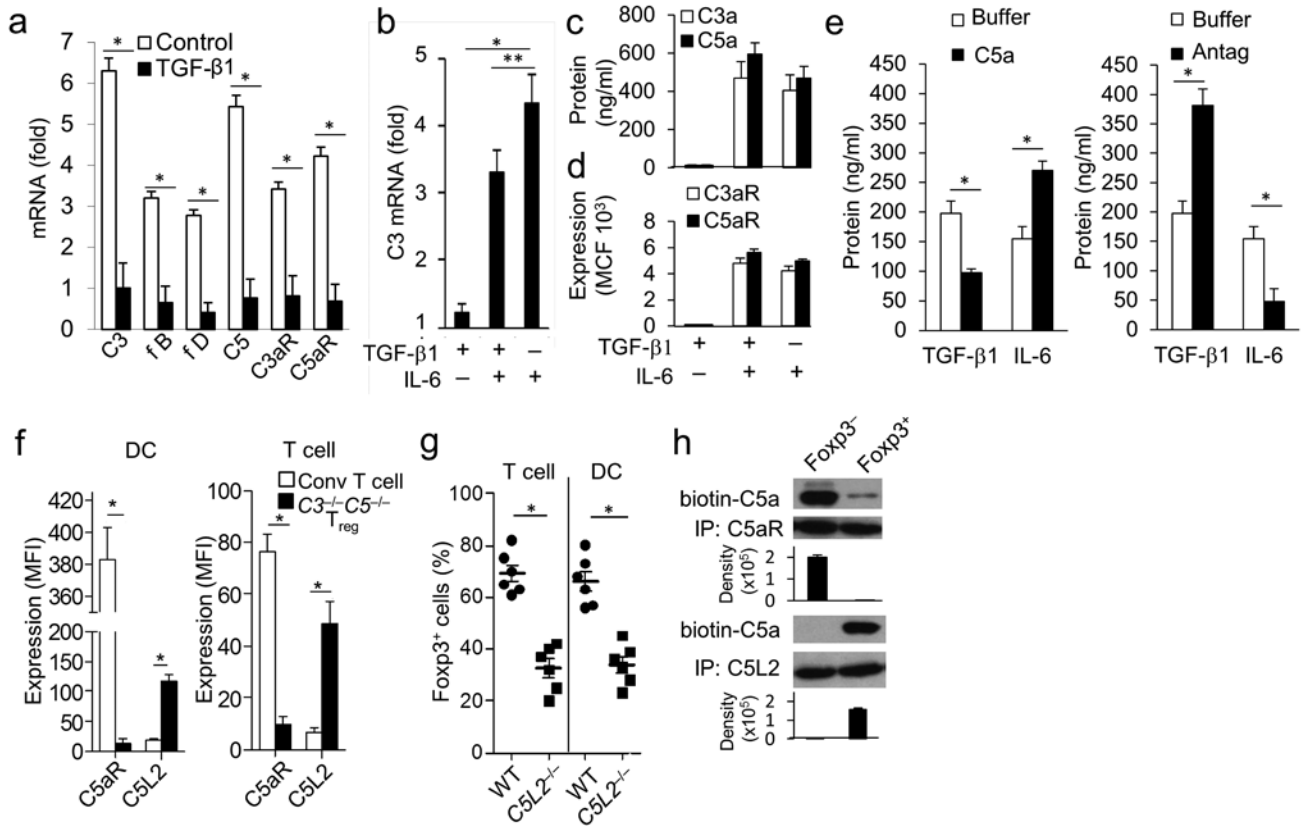 a
Control
TGF-β1
mRNA (fold)
7
6
5
4
3
2
1
0
*
*
*
*
*
*
C3
f B
f D
C5
C3aR
C5aR
b
C3 mRNA (fold)
5
4
3
2
1
*
**
TGF-β1 + + –
IL-6 – + +
c
C3a
C5a
Protein
(ng/ml)
800
600
400
200
0
d
C3aR
C5aR
Expression
(MCF 10³)
8
6
4
2
0
TGF-β1 + + –
IL-6 – + +
e
Buffer
C5a
Protein (ng/ml)
450
400
350
300
250
200
150
100
50
0
*
*
TGF-β1 IL-6
Buffer
Antag
Protein (ng/ml)
450
400
350
300
250
200
150
100
50
0
*
*
TGF-β1 IL-6
f
DC
Expression (MFI)
420
400
380
360
200
150
100
50
0
*
*
C5aR
C5L2
T cell
Conv T cell
C3⁻/⁻C5⁻/⁻
Treg
Expression (MFI)
100
80
60
40
20
0
*
*
C5aR
C5L2
g
T cell DC
Foxp3⁺ cells (%)
100
80
60
40
20
0
*
*
WT
C5L2⁻/⁻
WT
C5L2⁻/⁻
h
Foxp3⁻
Foxp3⁺
biotin-C5a
IP: C5aR
Density
(x10⁵)
2
1
0
biotin-C5a
IP: C5L2
Density
(x10⁵)
2
1
0